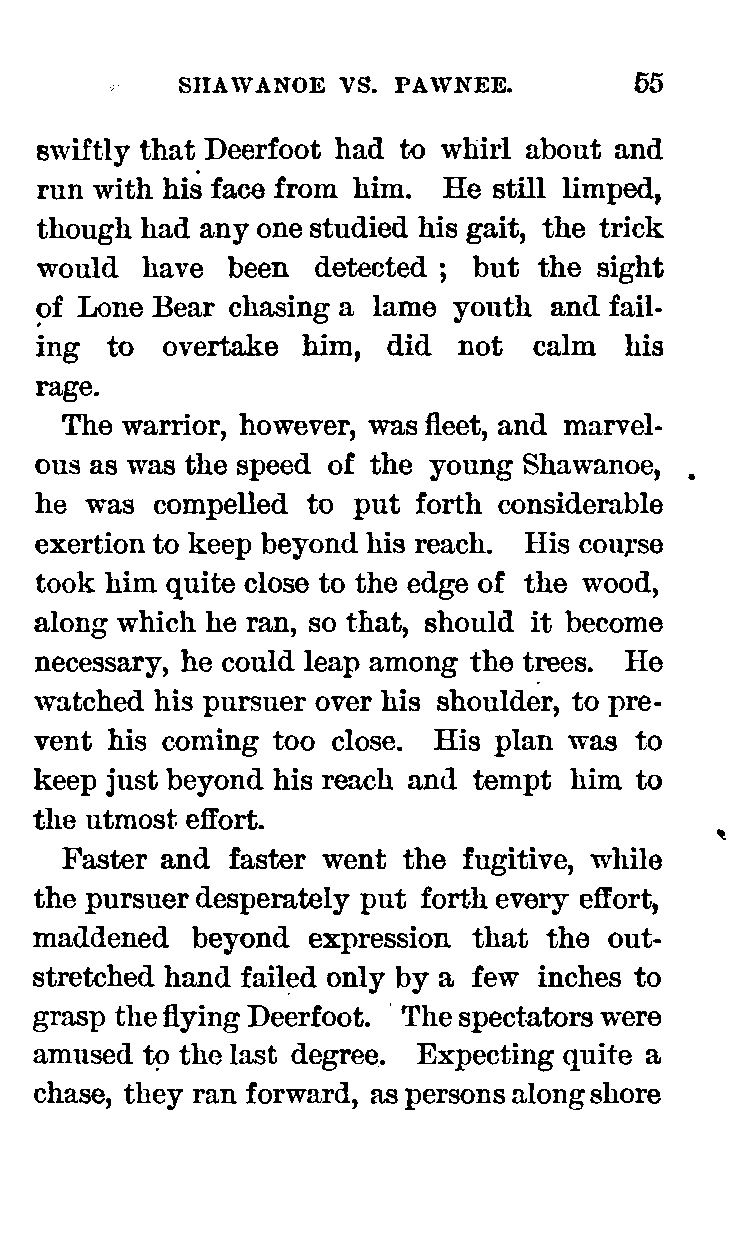 SHAWANOE VS. PAWNEE. 55
swiftly that Deerfoot had to whirl about and
run with his face from him. He still limped,
though had any one studied his gait, the trick
would have been detected ; but the sight
of Lone Bear chasing a lame youth and fail-
ing to overtake him, did not calm his
rage.
The warrior, however, was fleet, and marvel-
ous as was the speed of the young Shawanoe,
he was compelled to put forth considerable
exertion to keep beyond his reach. His course
took him quite close to the edge of the wood,
along which he ran, so that, should it become
necessary, he could leap among the trees. He
watched his pursuer over his shoulder, to pre-
vent his coming too close. His plan was to
keep just beyond his reach and tempt him to
the utmost effort.
Faster and faster went the fugitive, while
the pursuer desperately put forth every effort,
maddened beyond expression that the out-
stretched hand failed only by a few inches to
grasp the flying Deerfoot. The spectators were
amused to the last degree. Expecting quite a
chase, they ran forward, as persons along shore